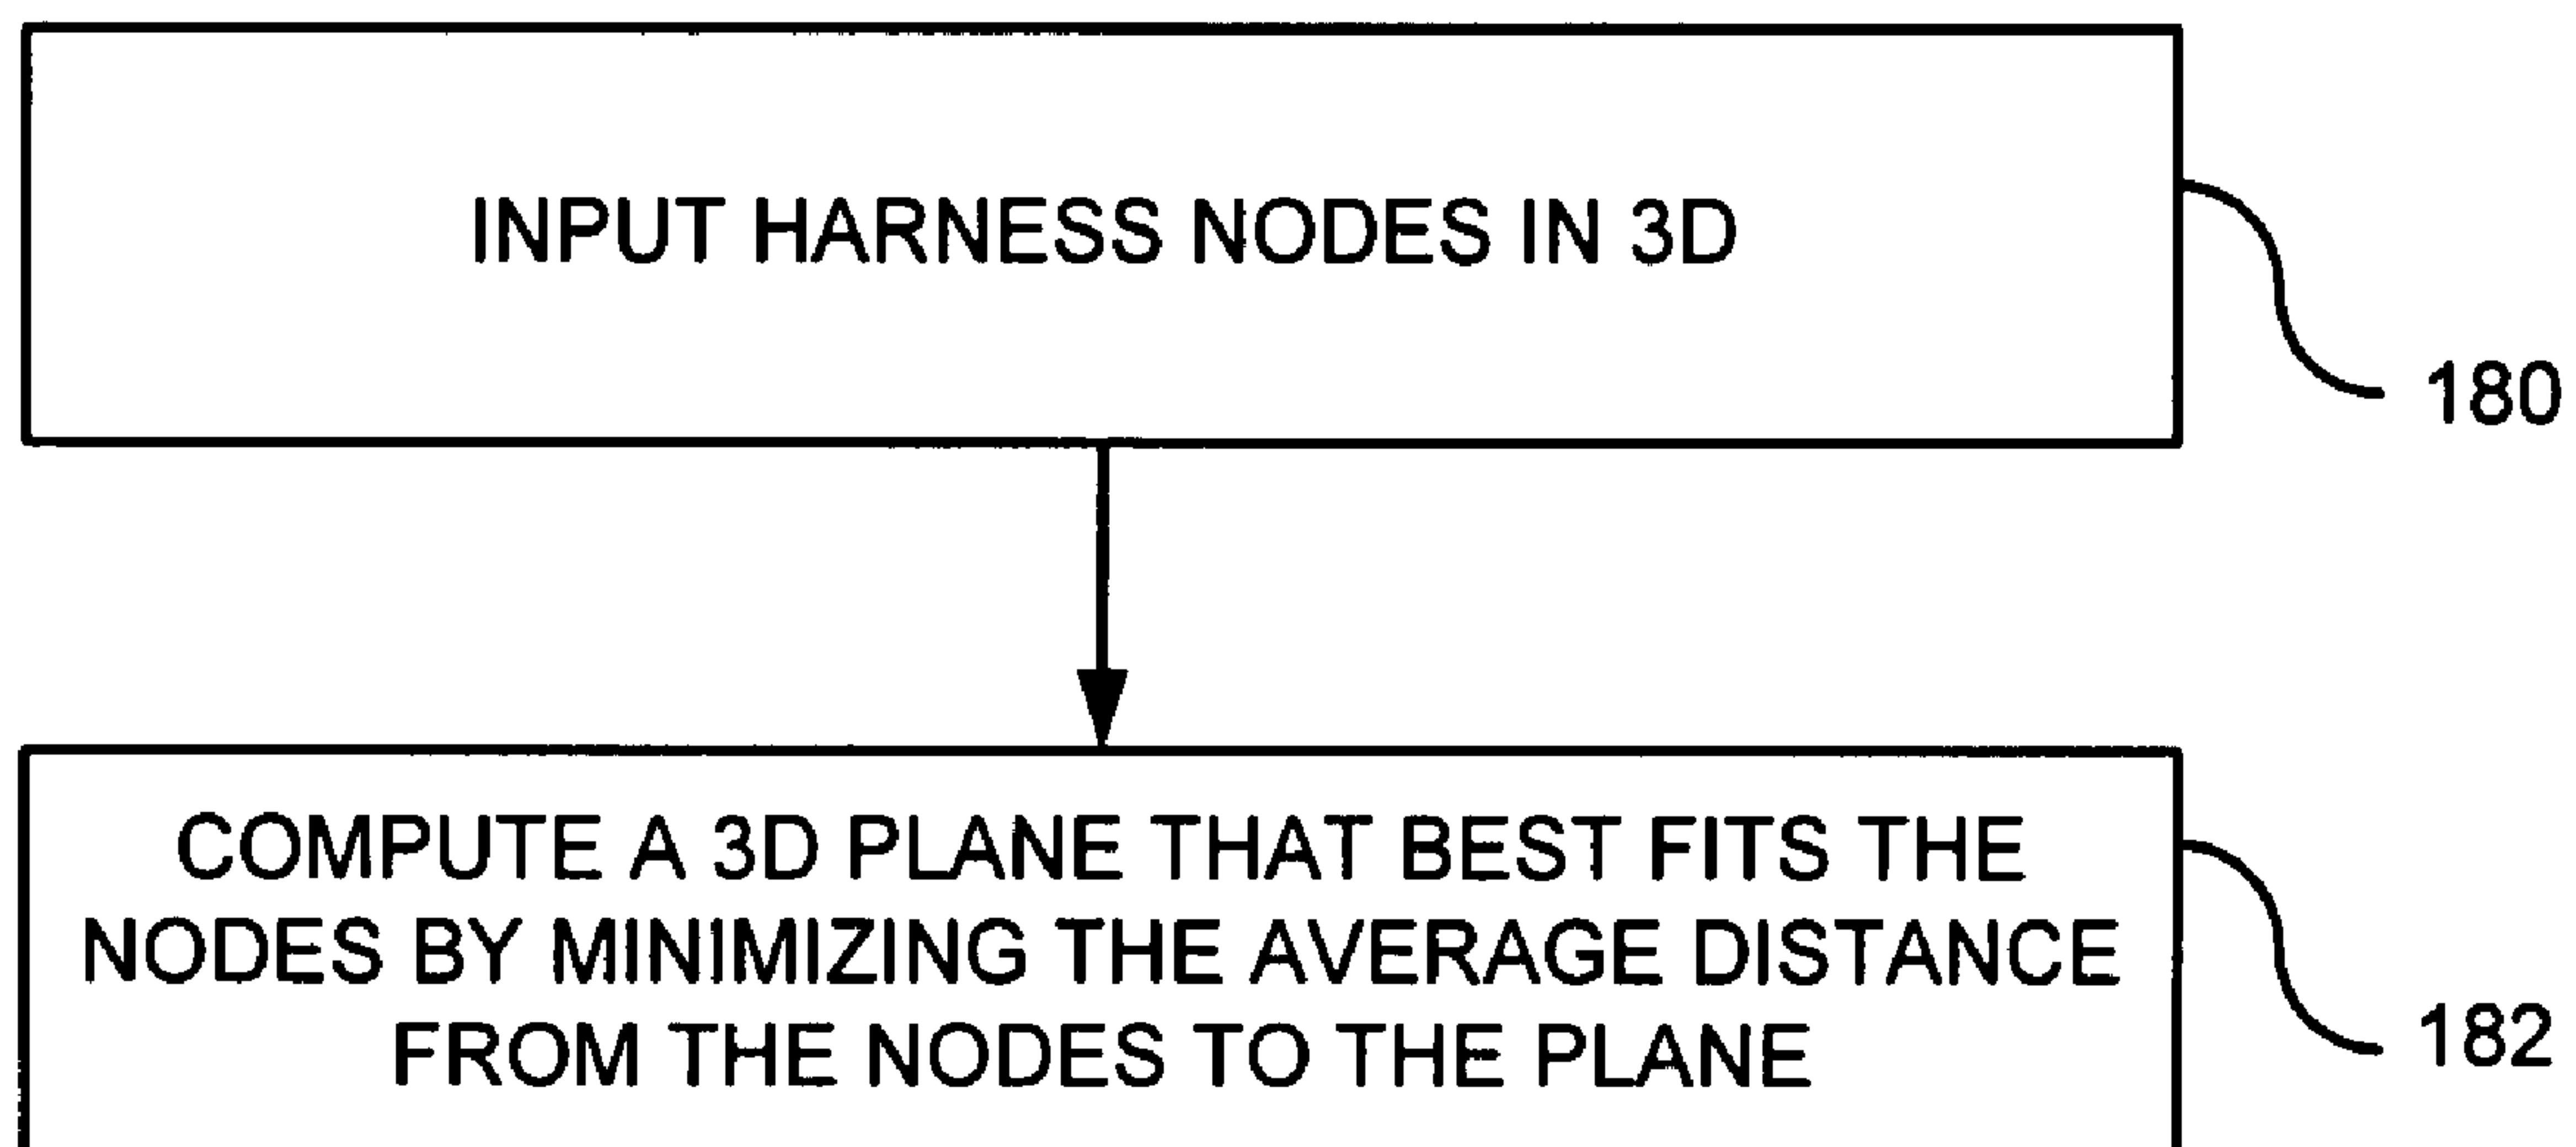 INPUT HARNESS NODES IN 3D
180
COMPUTE A 3D PLANE THAT BEST FITS THE
NODES BY MINIMIZING THE AVERAGE DISTANCE
FROM THE NODES TO THE PLANE
182